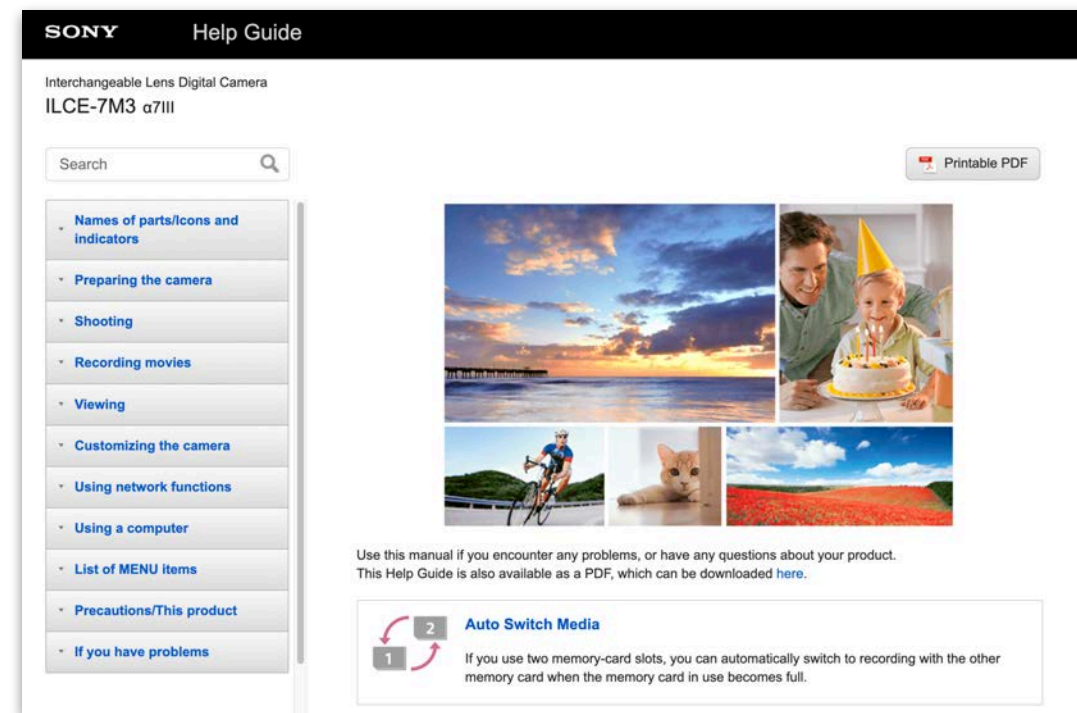 SONY Help Guide
Interchangeable Lens Digital Camera
ILCE-7M3 α7III
Search
Printable PDF
Names of parts/Icons and
indicators
Preparing the camera
Shooting
Recording movies
Viewing
Customizing the camera
Using network functions
Using a computer
List of MENU items
Precautions/This product
If you have problems
Use this manual if you encounter any problems, or have any questions about your product.
This Help Guide is also available as a PDF, which can be downloaded here.
1 2
Auto Switch Media
If you use two memory-card slots, you can automatically switch to recording with the other
memory card when the memory card in use becomes full.